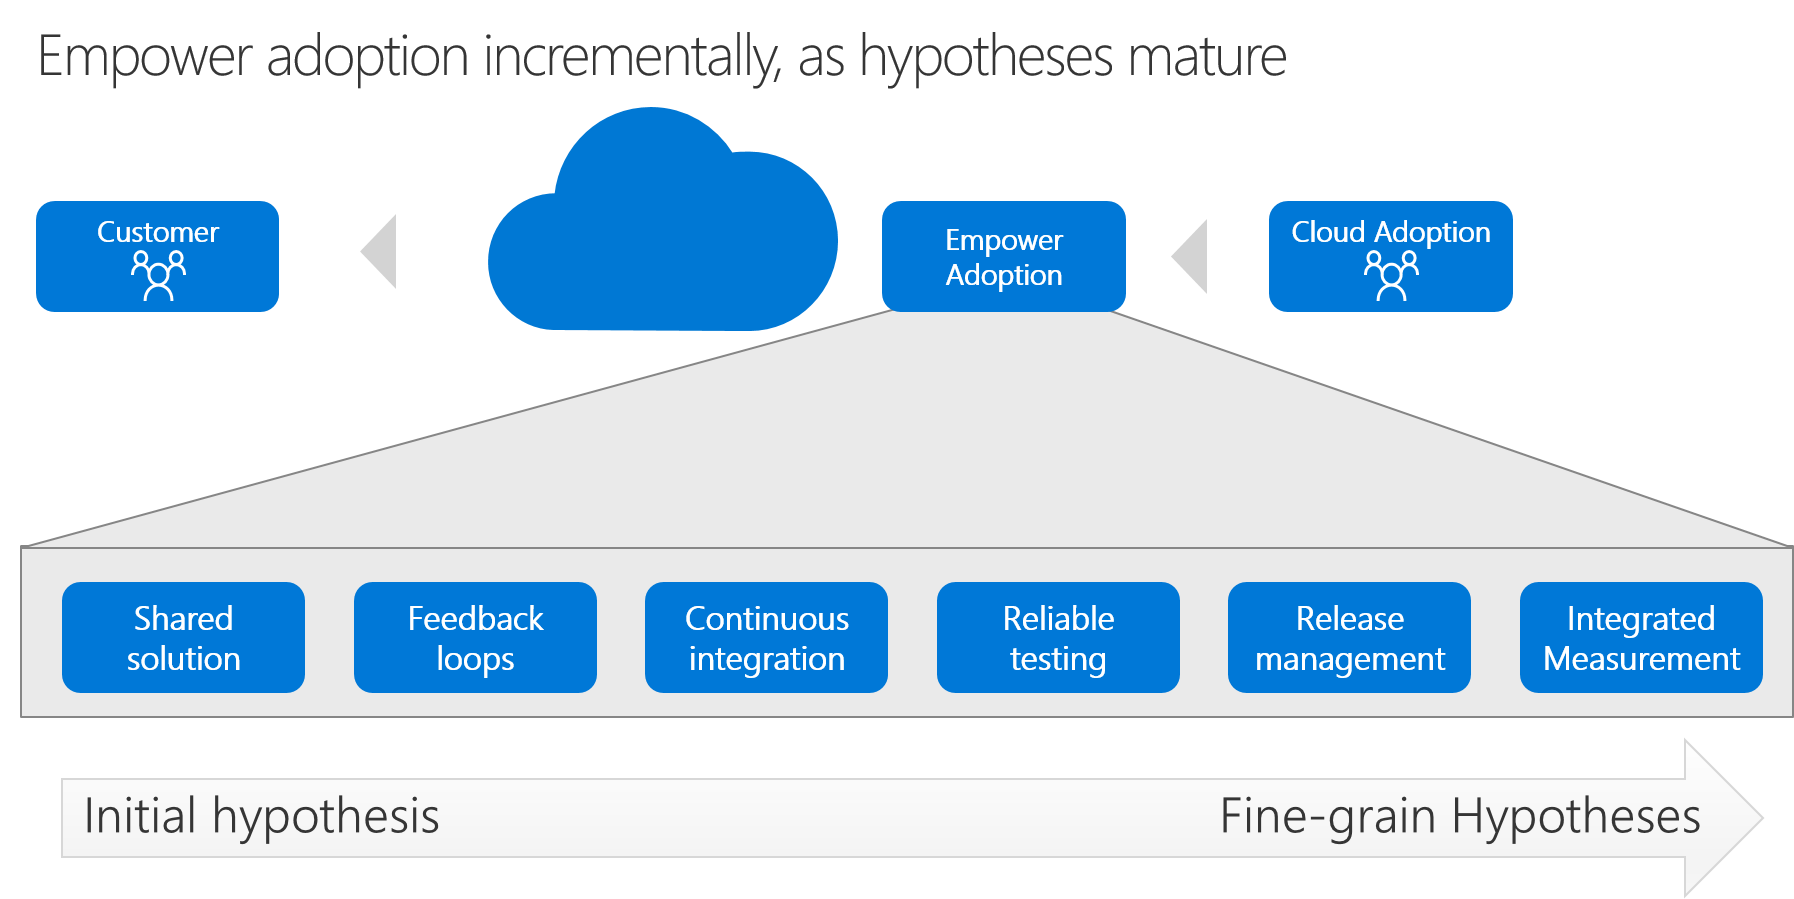 Empower adoption incrementally, as hypotheses mature
Customer
Empower
Adoption
Cloud Adoption
Shared
solution
Feedback
loops
Continuous
integration
Reliable
testing
Release
management
Integrated
Measurement
Initial hypothesis
Fine-grain Hypotheses